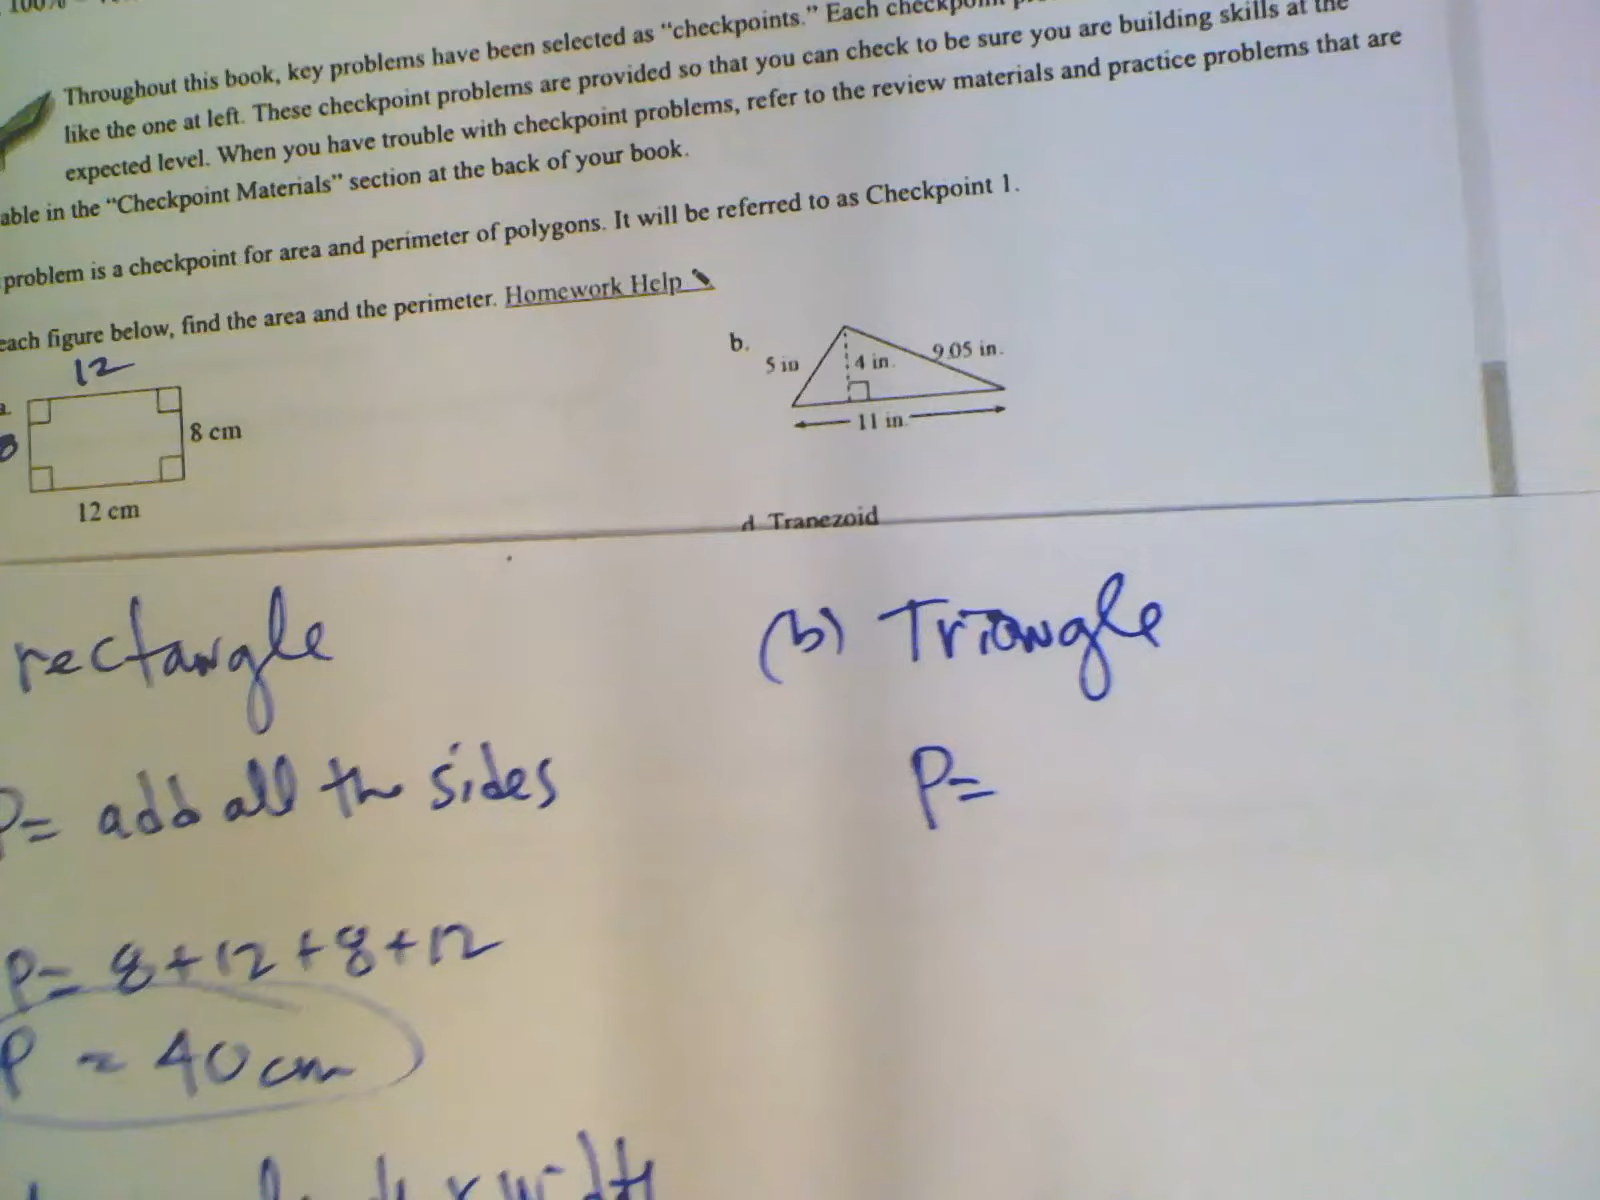 Throughout this book, key problems have been selected as “checkpoints.” Each
like the one at left. These checkpoint problems are provided so that you can check to be sure you are building skills at the
expected level. When you have trouble with checkpoint problems, refer to the review materials and practice problems that are
able in the “Checkpoint Materials” section at the back of your book.
problem is a checkpoint for area and perimeter of polygons. It will be referred to as Checkpoint 1.
each figure below, find the area and the perimeter. Homework Help
12
8 cm
12 cm
b.
5 in
4 in.
9.05 in.
11 in.
d Trapezoid
rectangle
(b) Triangle
P= add all the sides
P=
P= 8+12+8+12
P = 40cm
x width